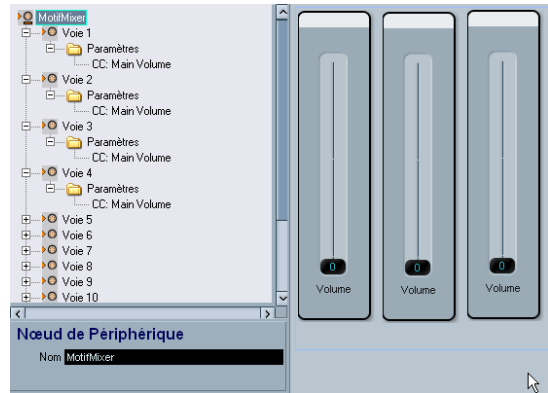 MotifMixer
Voie 1
Paramètres
CC: Main Volume
Voie 2
Paramètres
CC: Main Volume
Voie 3
Paramètres
CC: Main Volume
Voie 4
Paramètres
CC: Main Volume
Voie 5
Voie 6
Voie 7
Voie 8
Voie 9
Voie 10
Nœud de Périphérique
Nom MotifMixer
0 0 0
Volume Volume Volume